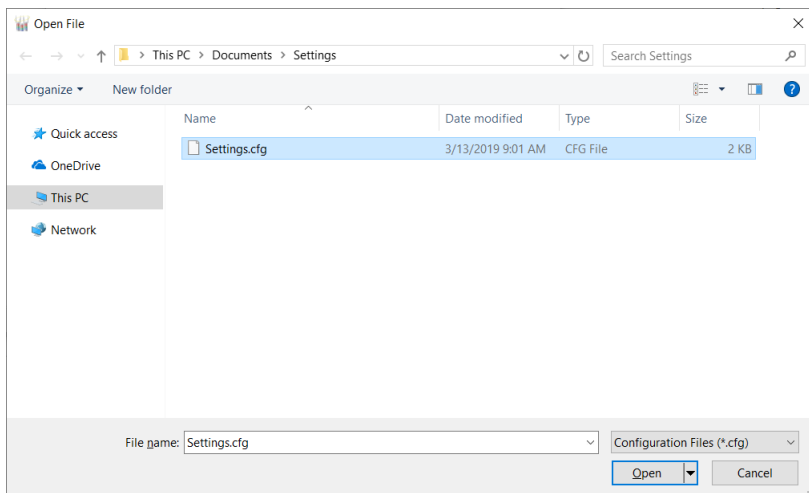 Open File
This PC > Documents > Settings
Search Settings
Organize
New folder
Name
Date modified
Type
Size
Quick access
Settings.cfg
3/13/2019 9:01 AM
CFG File
2 KB
OneDrive
This PC
Network
File name:
Settings.cfg
Configuration Files (*.cfg)
Open
Cancel